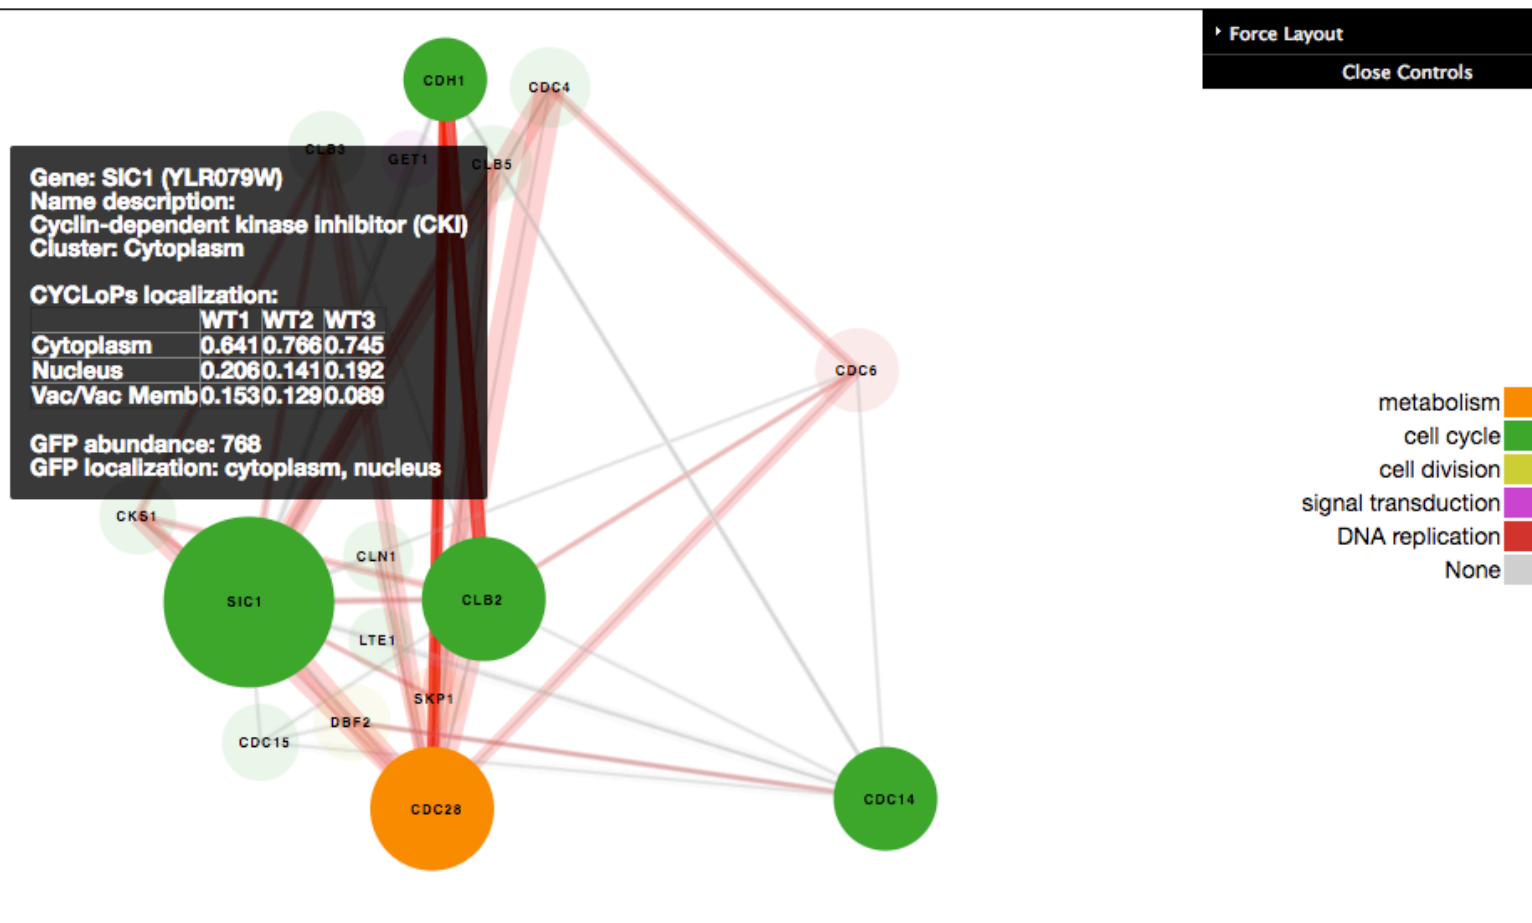 Force Layout
Close Controls
CDH1
CDC4
CLB3
GET1
CLB5
Gene: SIC1 (YLR079W)
Name description:
Cyclin-dependent kinase inhibitor (CKI)
Cluster: Cytoplasm
CYCLoPs localization:
WT1 WT2 WT3
Cytoplasm 0.641 0.766 0.745
Nucleus 0.206 0.141 0.192
Vac/Vac Memb 0.153 0.129 0.089
GFP abundance: 768
GFP localization: cytoplasm, nucleus
CDC6
metabolism
cell cycle
cell division
signal transduction
DNA replication
None
CKS1
CLN1
SIC1
CLB2
LTE1
SKP1
DBF2
CDC15
CDC28
CDC14